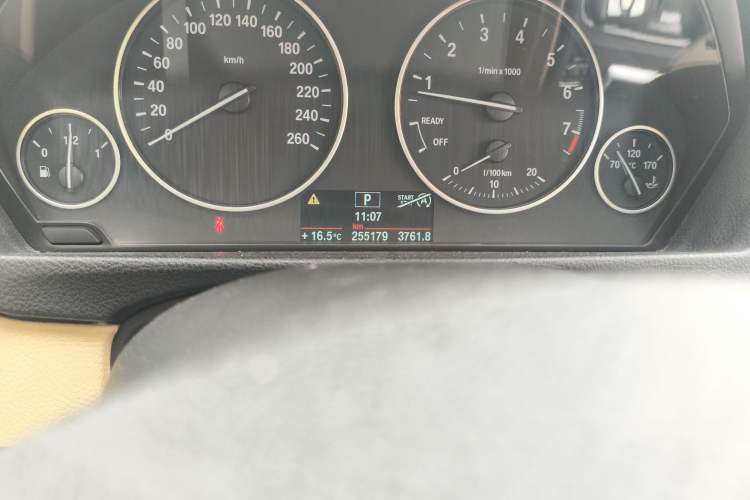 0 20 40 60 80 100 120 140 160 180 200 220 240 260
km/h
0 1/2 1
1 2 3 4 5 6 7
1/min x 1000
READY
OFF
0 10 20
l/100km
70 120 170
°C
P
START
11:07
km
+ 16.5°C 255179 3761.8